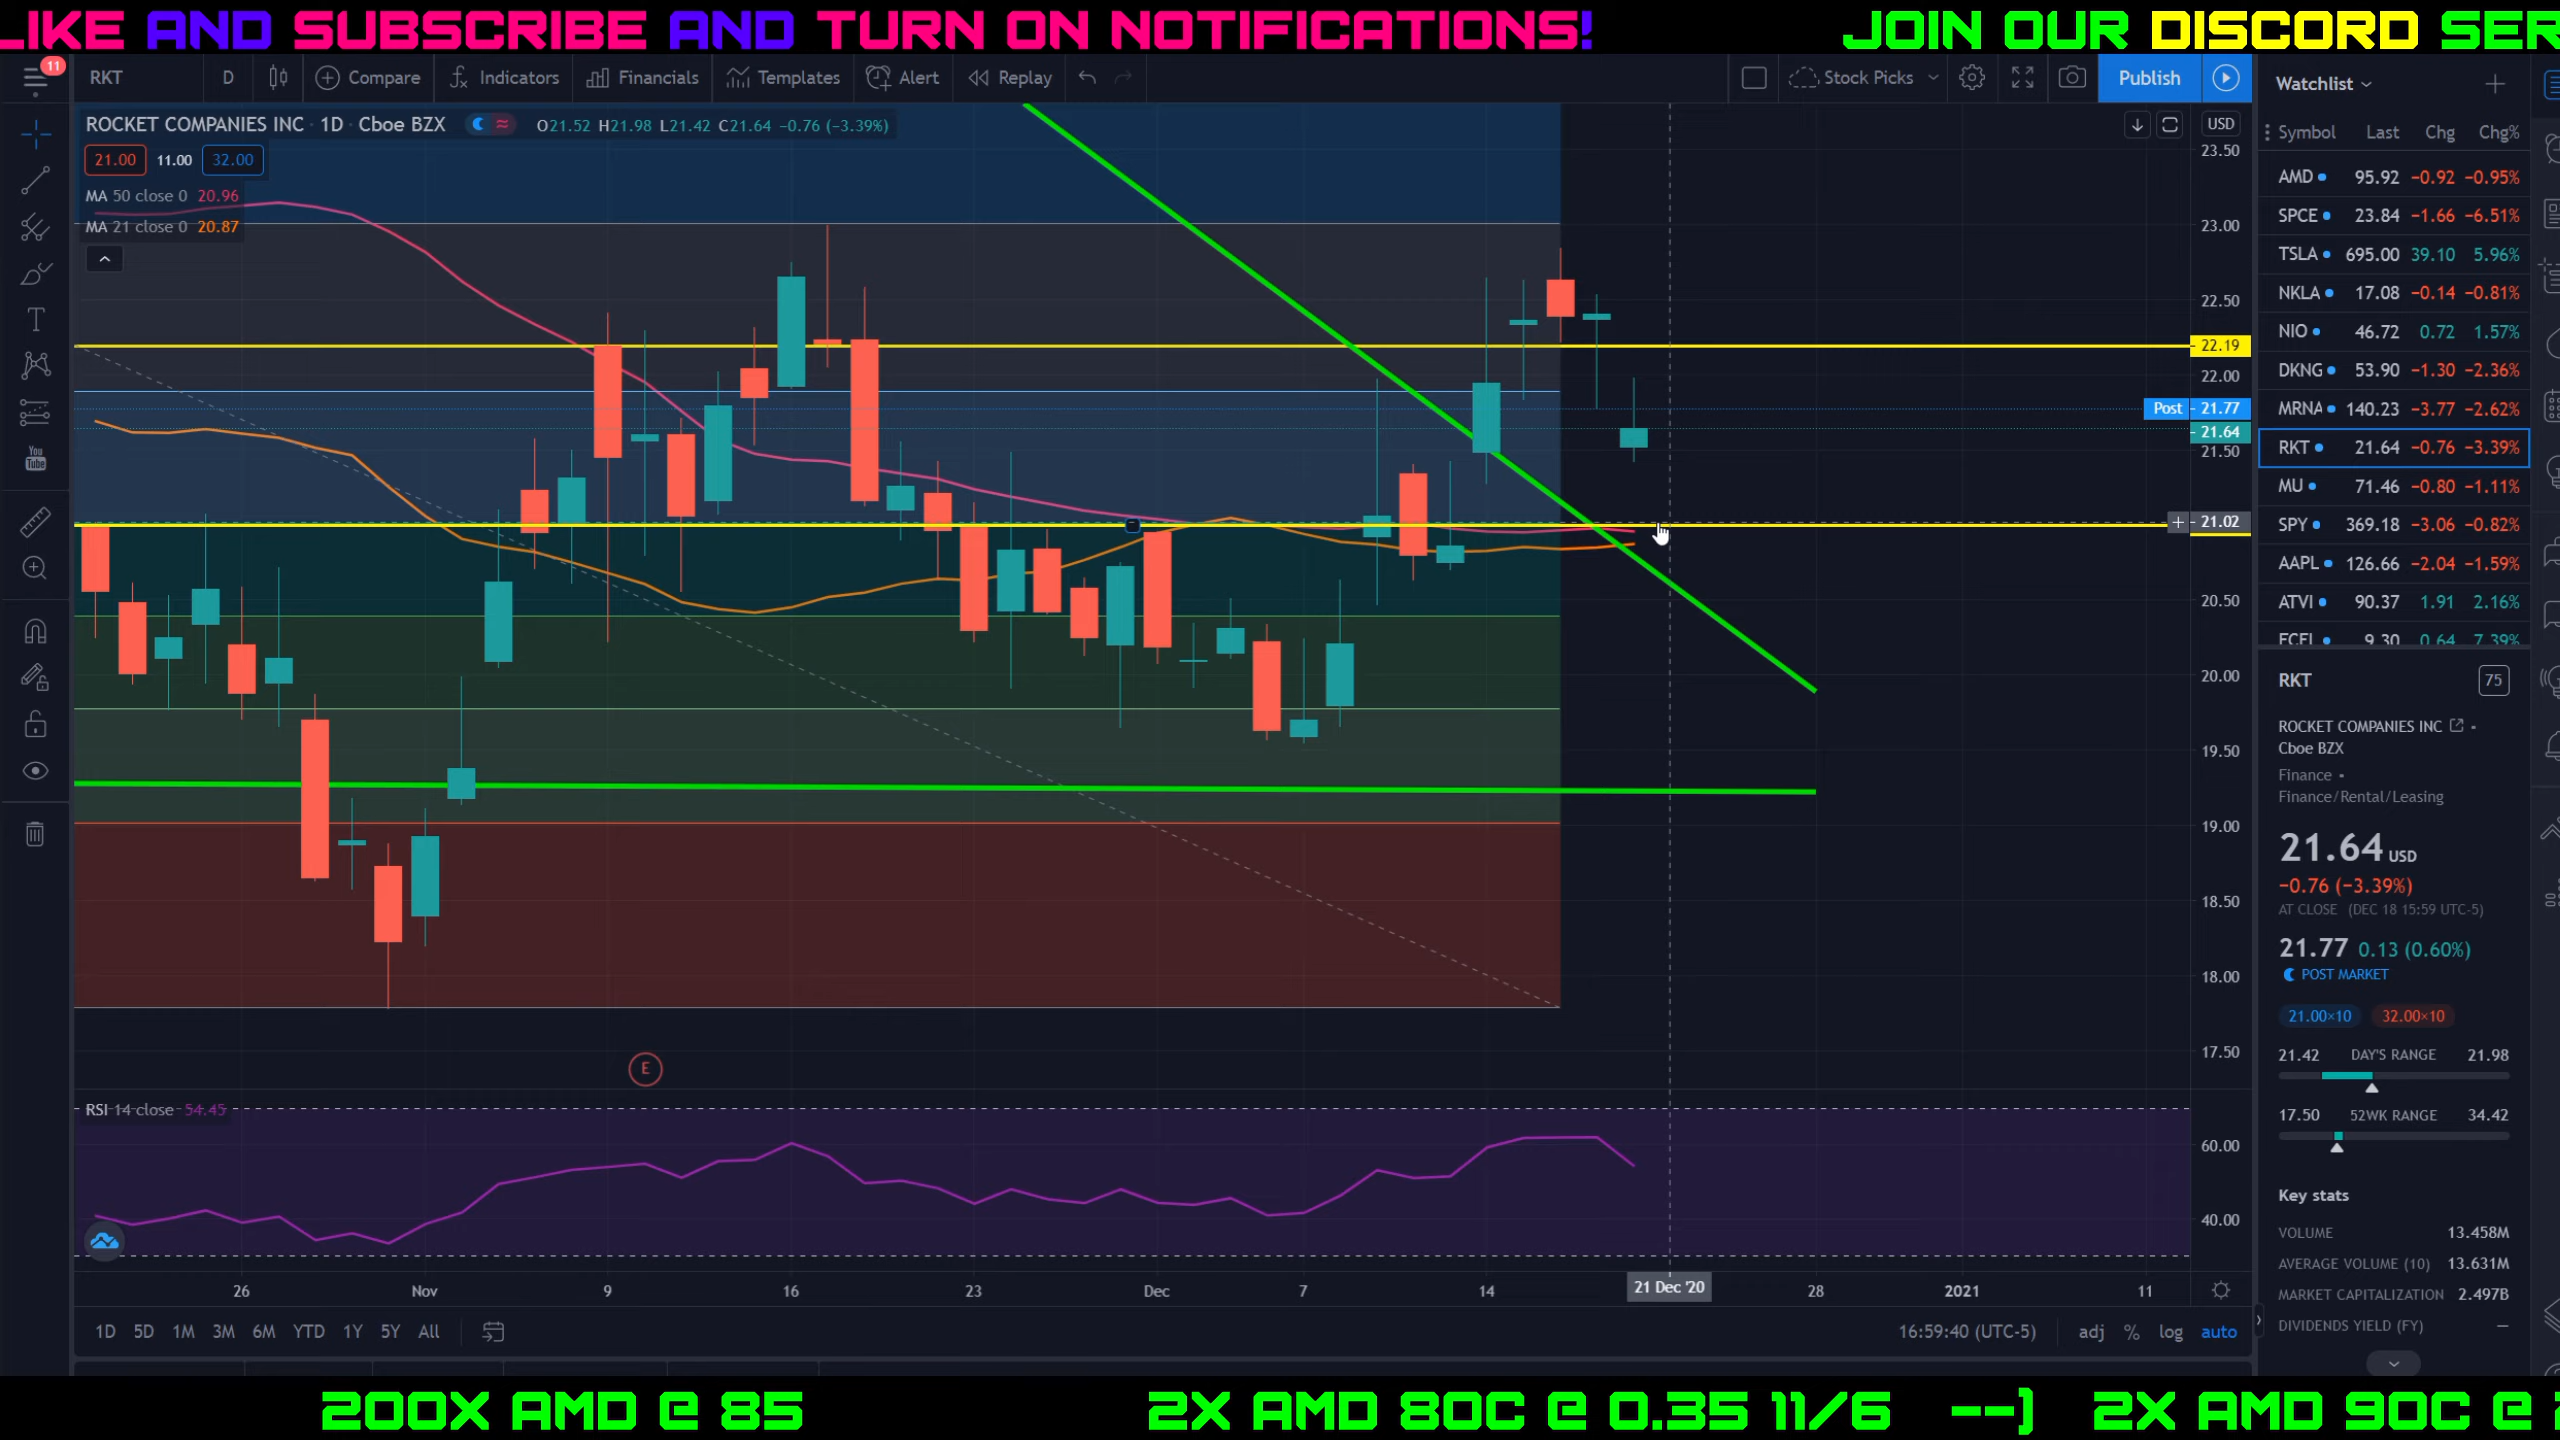 LIKE AND SUBSCRIBE AND TURN ON NOTIFICATIONS! JOIN OUR DISCORD SER
11
RKT D Compare Indicators Financials Templates Alert Replay Stock Picks Publish
ROCKET COMPANIES INC · 1D · Cboe BZX O21.52 H21.98 L21.42 C21.64 −0.76 (−3.39%)
21.00 11.00 32.00
MA 50 close 0 20.96
MA 21 close 0 20.87
USD
23.50
23.00
22.50
22.19
22.00
Post 21.77
21.64
21.50
21.02
20.50
20.00
19.50
19.00
18.50
18.00
17.50
E
RSI 14 close 54.45
60.00
40.00
26 Nov 9 16 23 Dec 7 14 21 Dec '20 28 2021 11
1D 5D 1M 3M 6M YTD 1Y 5Y All 16:59:40 (UTC-5) adj % log auto
T
You
Tube
Watchlist
Symbol Last Chg Chg%
AMD 95.92 −0.92 −0.95%
SPCE 23.84 −1.66 −6.51%
TSLA 695.00 39.10 5.96%
NKLA 17.08 −0.14 −0.81%
NIO 46.72 0.72 1.57%
DKNG 53.90 −1.30 −2.36%
MRNA 140.23 −3.77 −2.62%
RKT 21.64 −0.76 −3.39%
MU 71.46 −0.80 −1.11%
SPY 369.18 −3.06 −0.82%
AAPL 126.66 −2.04 −1.59%
ATVI 90.37 1.91 2.16%
9.30 0.64 7.39%
RKT 75
ROCKET COMPANIES INC
Cboe BZX
Finance
Finance/Rental/Leasing
21.64 USD
−0.76 (−3.39%)
AT CLOSE (DEC 18 15:59 UTC-5)
21.77 0.13 (0.60%)
POST MARKET
21.00×10 32.00×10
21.42 DAY'S RANGE 21.98
17.50 52WK RANGE 34.42
Key stats
VOLUME 13.458M
AVERAGE VOLUME (10) 13.631M
MARKET CAPITALIZATION 2.497B
DIVIDENDS YIELD (FY) —
200X AMD @ 85 2X AMD 80C @ 0.35 11/6 --) 2X AMD 90C @